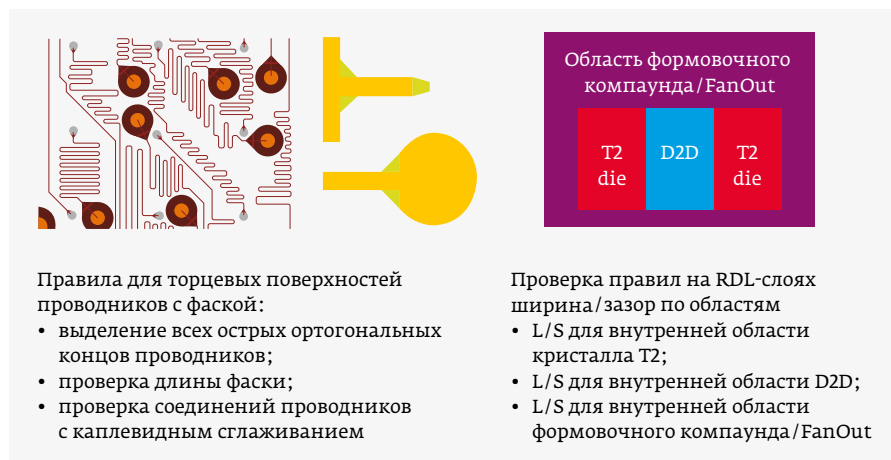 Область формовочного
компаунда/FanOut
T2
die
D2D
T2
die
Правила для торцевых поверхностей
проводников с фаской:
• выделение всех острых ортогональных
концов проводников;
• проверка длины фаски;
• проверка соединений проводников
с каплевидным сглаживанием
Проверка правил на RDL-слоях
ширина/зазор по областям
• L/S для внутренней области
кристалла T2;
• L/S для внутренней области D2D;
• L/S для внутренней области
формовочного компаунда/FanOut